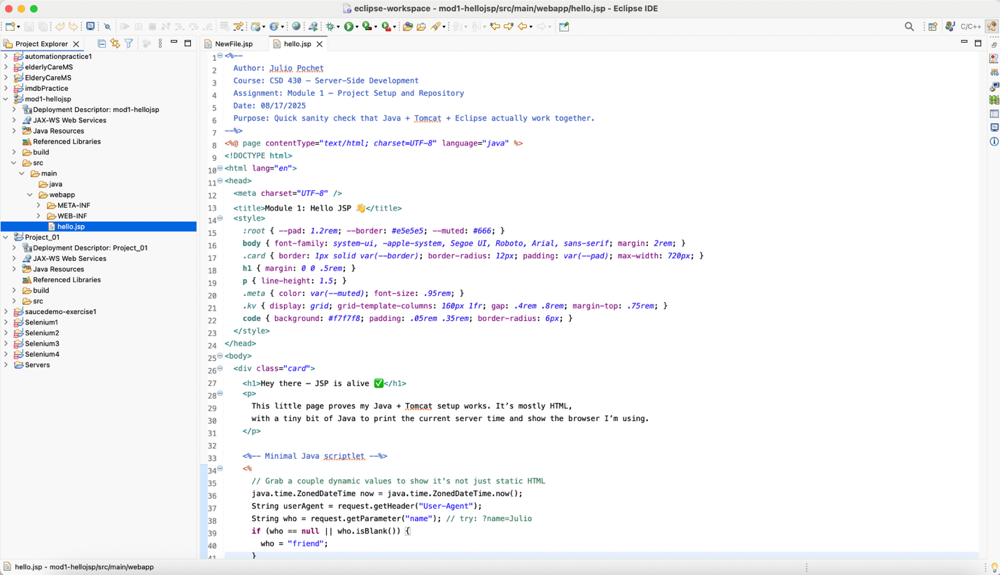 eclipse-workspace - mod1-hellojsp/src/main/webapp/hello.jsp - Eclipse IDE
C/C++
Project Explorer
automationpractice1
elderlyCareMS
ElderyCareMS
imdbPractice
mod1-hellojsp
Deployment Descriptor: mod1-hellojsp
JAX-WS Web Services
Java Resources
Referenced Libraries
build
src
main
java
webapp
META-INF
WEB-INF
hello.jsp
Project_01
Deployment Descriptor: Project_01
JAX-WS Web Services
Java Resources
Referenced Libraries
build
src
saucedemo-exercise1
Selenium1
Selenium2
Selenium3
Selenium4
Servers
NewFile.jsp
hello.jsp
1 <%--
2 Author: Julio Pochet
3 Course: CSD 430 – Server-Side Development
4 Assignment: Module 1 – Project Setup and Repository
5 Date: 08/17/2025
6 Purpose: Quick sanity check that Java + Tomcat + Eclipse actually work together.
7 --%>
8 <%@ page contentType="text/html; charset=UTF-8" language="java" %>
9 <!DOCTYPE html>
10 <html lang="en">
11 <head>
12 <meta charset="UTF-8" />
13 <title>Module 1: Hello JSP 👋</title>
14 <style>
15 :root { --pad: 1.2rem; --border: #e5e5e5; --muted: #666; }
16 body { font-family: system-ui, -apple-system, Segoe UI, Roboto, Arial, sans-serif; margin: 2rem; }
17 .card { border: 1px solid var(--border); border-radius: 12px; padding: var(--pad); max-width: 720px; }
18 h1 { margin: 0 0 .5rem; }
19 p { line-height: 1.5; }
20 .meta { color: var(--muted); font-size: .95rem; }
21 .kv { display: grid; grid-template-columns: 160px 1fr; gap: .4rem .8rem; margin-top: .75rem; }
22 code { background: #f7f7f8; padding: .05rem .35rem; border-radius: 6px; }
23 </style>
24 </head>
25 <body>
26 <div class="card">
27 <h1>Hey there – JSP is alive ✅</h1>
28 <p>
29 This little page proves my Java + Tomcat setup works. It’s mostly HTML,
30 with a tiny bit of Java to print the current server time and show the browser I’m using.
31 </p>
32
33 <%-- Minimal Java scriptlet --%>
34 <%
35 // Grab a couple dynamic values to show it's not just static HTML
36 java.time.ZonedDateTime now = java.time.ZonedDateTime.now();
37 String userAgent = request.getHeader("User-Agent");
38 String who = request.getParameter("name"); // try: ?name=Julio
39 if (who == null || who.isBlank()) {
40 who = "friend";
41 }
hello.jsp - mod1-hellojsp/src/main/webapp